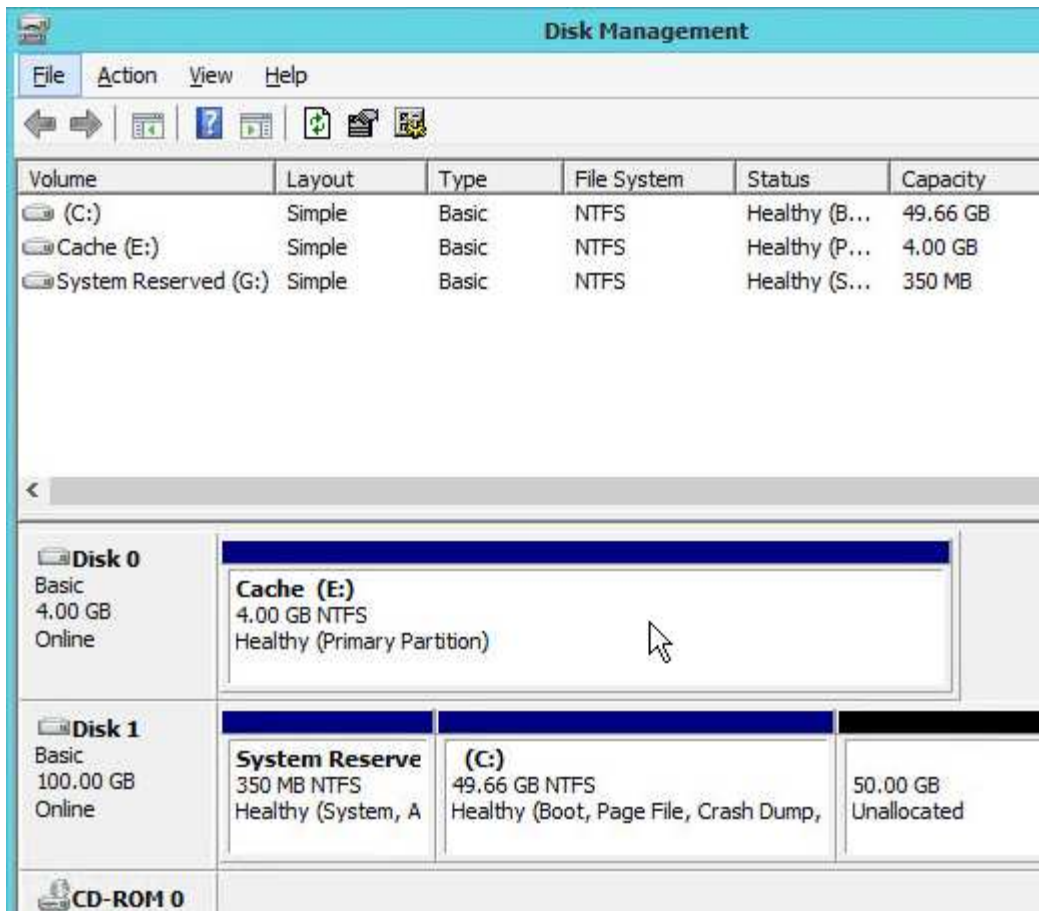 Disk Management
File Action View Help
Volume Layout Type File System Status Capacity
(C:) Simple Basic NTFS Healthy (B... 49.66 GB
Cache (E:) Simple Basic NTFS Healthy (P... 4.00 GB
System Reserved (G:) Simple Basic NTFS Healthy (S... 350 MB
Disk 0
Basic
4.00 GB
Online
Cache (E:)
4.00 GB NTFS
Healthy (Primary Partition)
Disk 1
Basic
100.00 GB
Online
System Reserve
350 MB NTFS
Healthy (System, A
(C:)
49.66 GB NTFS
Healthy (Boot, Page File, Crash Dump,
50.00 GB
Unallocated
CD-ROM 0